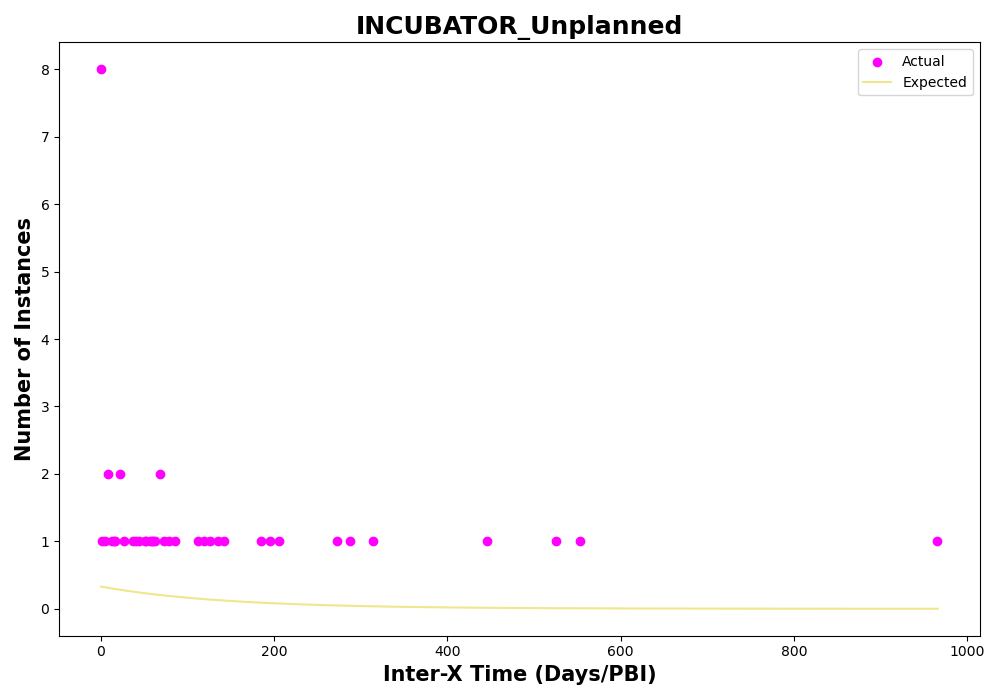 INCUBATOR_Unplanned
Actual
Expected
8
7
6
5
4
3
2
1
0
Number of Instances
0 200 400 600 800 1000
Inter-X Time (Days/PBI)